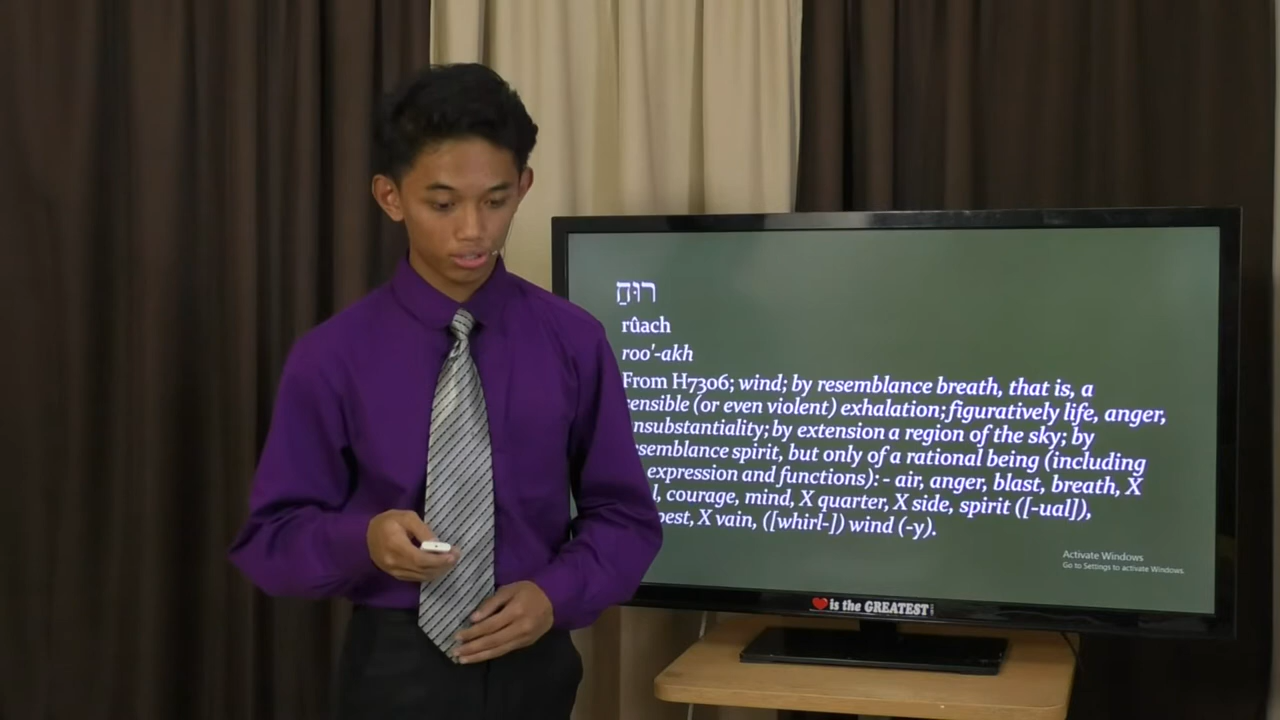 רוּחַ
rûach
roo'-akh
From H7306; wind; by resemblance breath, that is, a
ensible (or even violent) exhalation; figuratively life, anger,
nsubstantiality; by extension a region of the sky; by
semblance spirit, but only of a rational being (including
expression and functions): - air, anger, blast, breath, X
l, courage, mind, X quarter, X side, spirit ([-ual]),
pest, X vain, ([whirl-]) wind (-y).
Activate Windows
Go to Settings to activate Windows.
is the GREATEST!